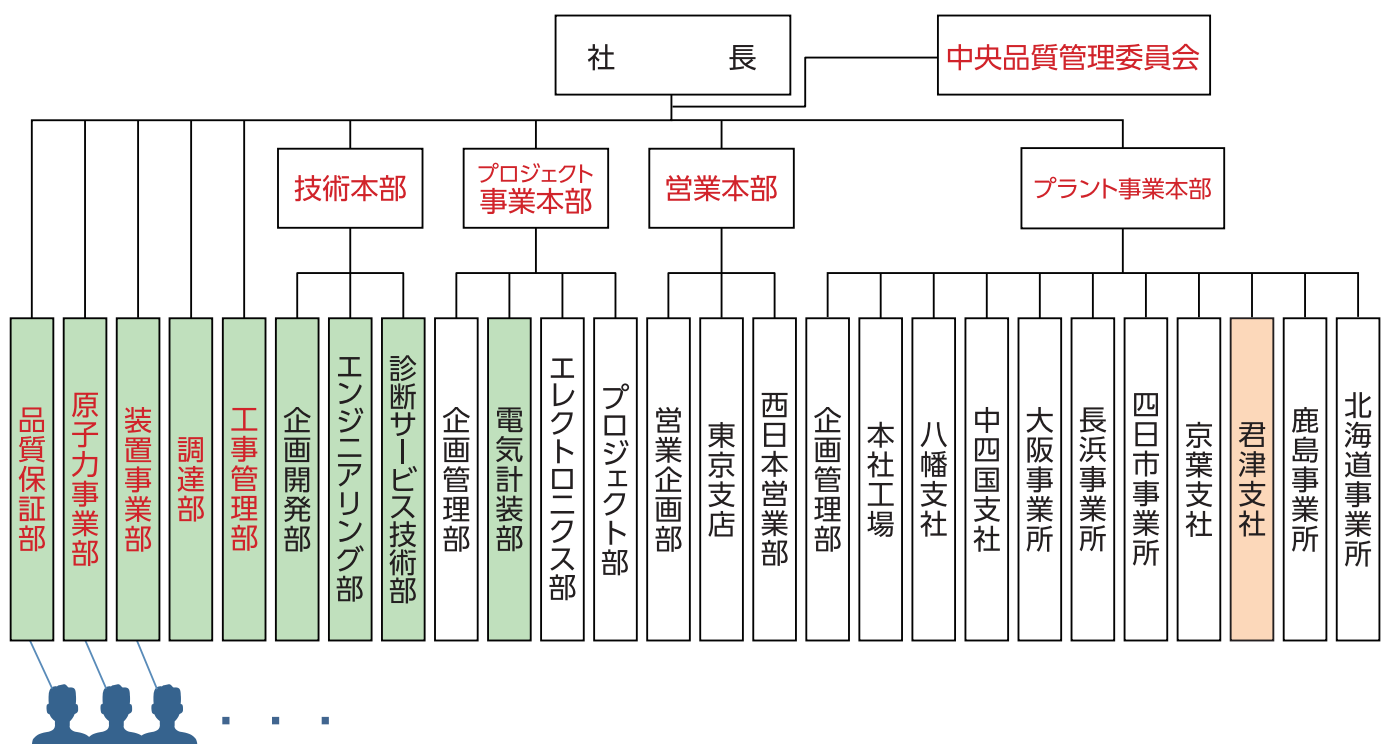 社　長
中央品質管理委員会
技術本部
プロジェクト
事業本部
営業本部
プラント事業本部
品質保証部
原子力事業部
装置事業部
調達部
工事管理部
企画開発部
エンジニアリング部
診断サービス技術部
企画管理部
電気計装部
エレクトロニクス部
プロジェクト部
営業企画部
東京支店
西日本営業部
企画管理部
本社工場
八幡支社
中四国支社
大阪事業所
長浜事業所
四日市事業所
京葉支社
君津支社
鹿島事業所
北海道事業所